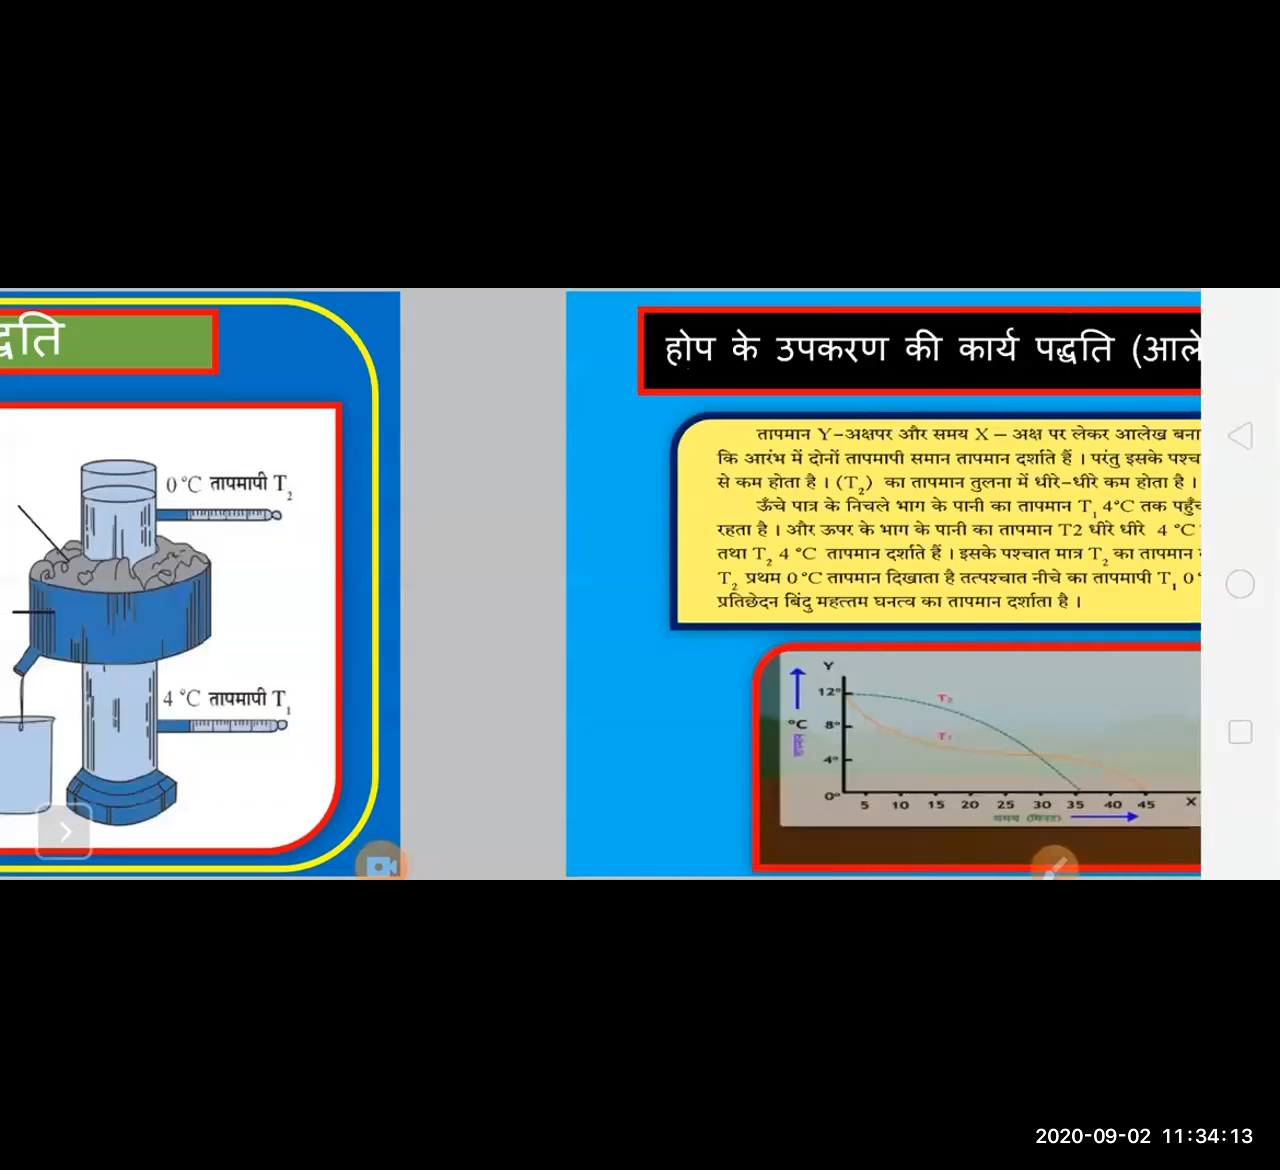 द्धति
0 °C तापमापी T₂
4 °C तापमापी T₁
होप के उपकरण की कार्य पद्धति (आले
तापमान Y-अक्षपर और समय X – अक्ष पर लेकर आलेख बना
कि आरंभ में दोनों तापमापी समान तापमान दर्शाते हैं । परंतु इसके पश्च
से कम होता है । (T₂) का तापमान तुलना में धीरे-धीरे कम होता है ।
ऊँचे पात्र के निचले भाग के पानी का तापमान T₁ 4°C तक पहुँच
रहता है । और ऊपर के भाग के पानी का तापमान T2 धीरे धीरे 4 °C
तथा T₂ 4 °C तापमान दर्शाते हैं । इसके पश्चात मात्र T₂ का तापमान
T₂ प्रथम 0°C तापमान दिखाता है तत्पश्चात नीचे का तापमापी T₁ 0°
प्रतिछेदन बिंदु महत्तम घनत्व का तापमान दर्शाता है ।
Y
12°
T₂
°C 8°
T₁
4°
0°
5 10 15 20 25 30 35 40 45 X
समय (मिनट)
2020-09-02 11:34:13